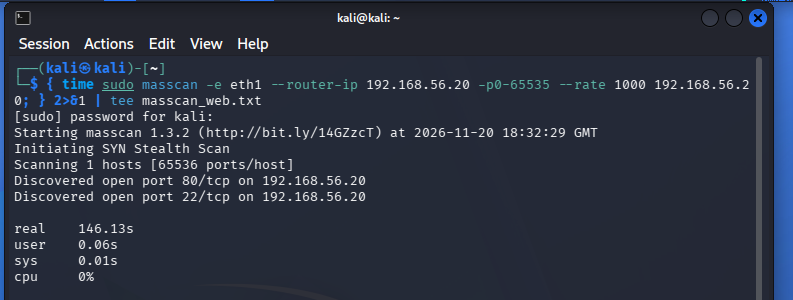 kali@kali: ~
Session Actions Edit View Help
┌──(kali㉿kali)-[~]
└─$ { time sudo masscan -e eth1 --router-ip 192.168.56.20 -p0-65535 --rate 1000 192.168.56.2
0; } 2>&1 | tee masscan_web.txt
[sudo] password for kali:
Starting masscan 1.3.2 (http://bit.ly/14GZzcT) at 2026-11-20 18:32:29 GMT
Initiating SYN Stealth Scan
Scanning 1 hosts [65536 ports/host]
Discovered open port 80/tcp on 192.168.56.20
Discovered open port 22/tcp on 192.168.56.20
real 146.13s
user 0.06s
sys 0.01s
cpu 0%